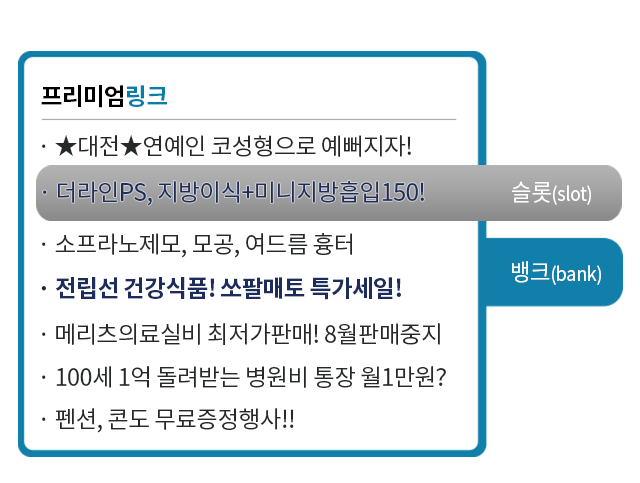 프리미엄링크
· ★대전★연예인 코성형으로 예뻐지자!
· 더라인PS, 지방이식+미니지방흡입150!
슬롯(slot)
· 소프라노제모, 모공, 여드름 흉터
뱅크(bank)
· 전립선 건강식품! 쏘팔매토 특가세일!
· 메리츠의료실비 최저가판매! 8월판매중지
· 100세 1억 돌려받는 병원비 통장 월1만원?
· 펜션, 콘도 무료증정행사!!